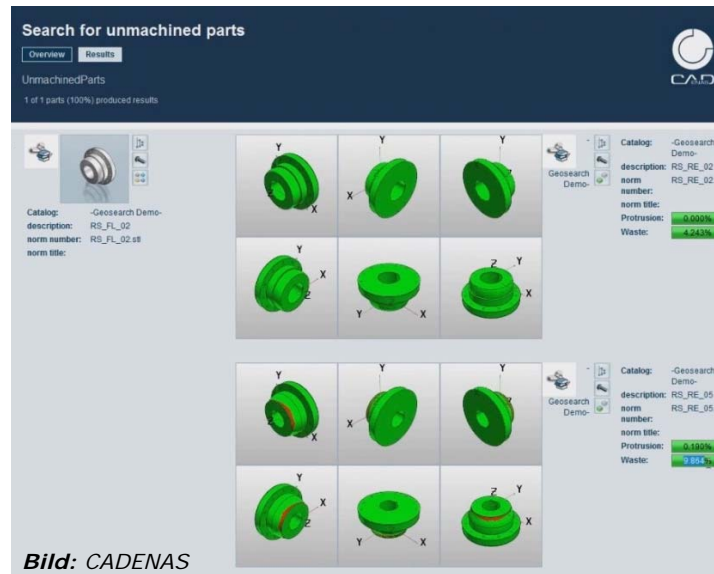 Search for unmachined parts
Overview Results
UnmachinedParts
1 of 1 parts (100%) produced results
CAD
Catalog: -Geosearch Demo-
description: RS_FL_02
norm number: RS_FL_02.stl
norm title:
Y
X
Z
Y
X
Y
Y
X
Z
Y
X
Z
Y
X
Geosearch
Demo-
Catalog: -Geosearch
Demo-
description: RS_RE_02
norm RS_RE_02
number:
norm title:
Protrusion: 0.000%
Waste: 4.243%
Y
X
Y
X
Y
Y
X
Z
Y
X
Z
Y
X
Geosearch
Demo-
Catalog: -Geosearch
Demo-
description: RS_RE_05
norm RS_RE_05
number:
norm title:
Protrusion: 0.190%
Waste:
Bild: CADENAS